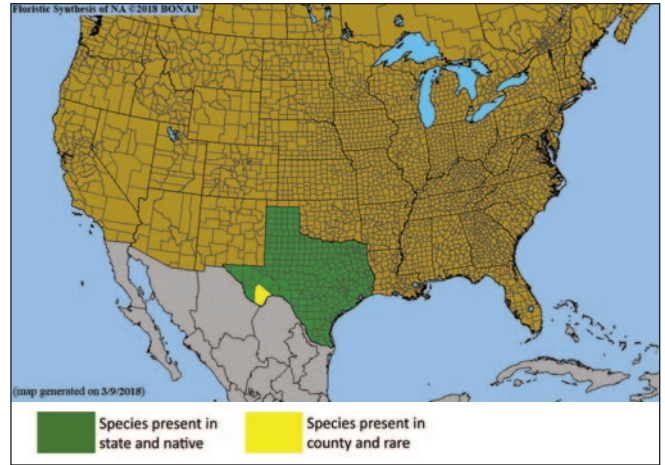 Floristic Synthesis of NA ©2018 BONAP
(map generated on 3/9/2018)
Species present in
state and native
Species present in
county and rare